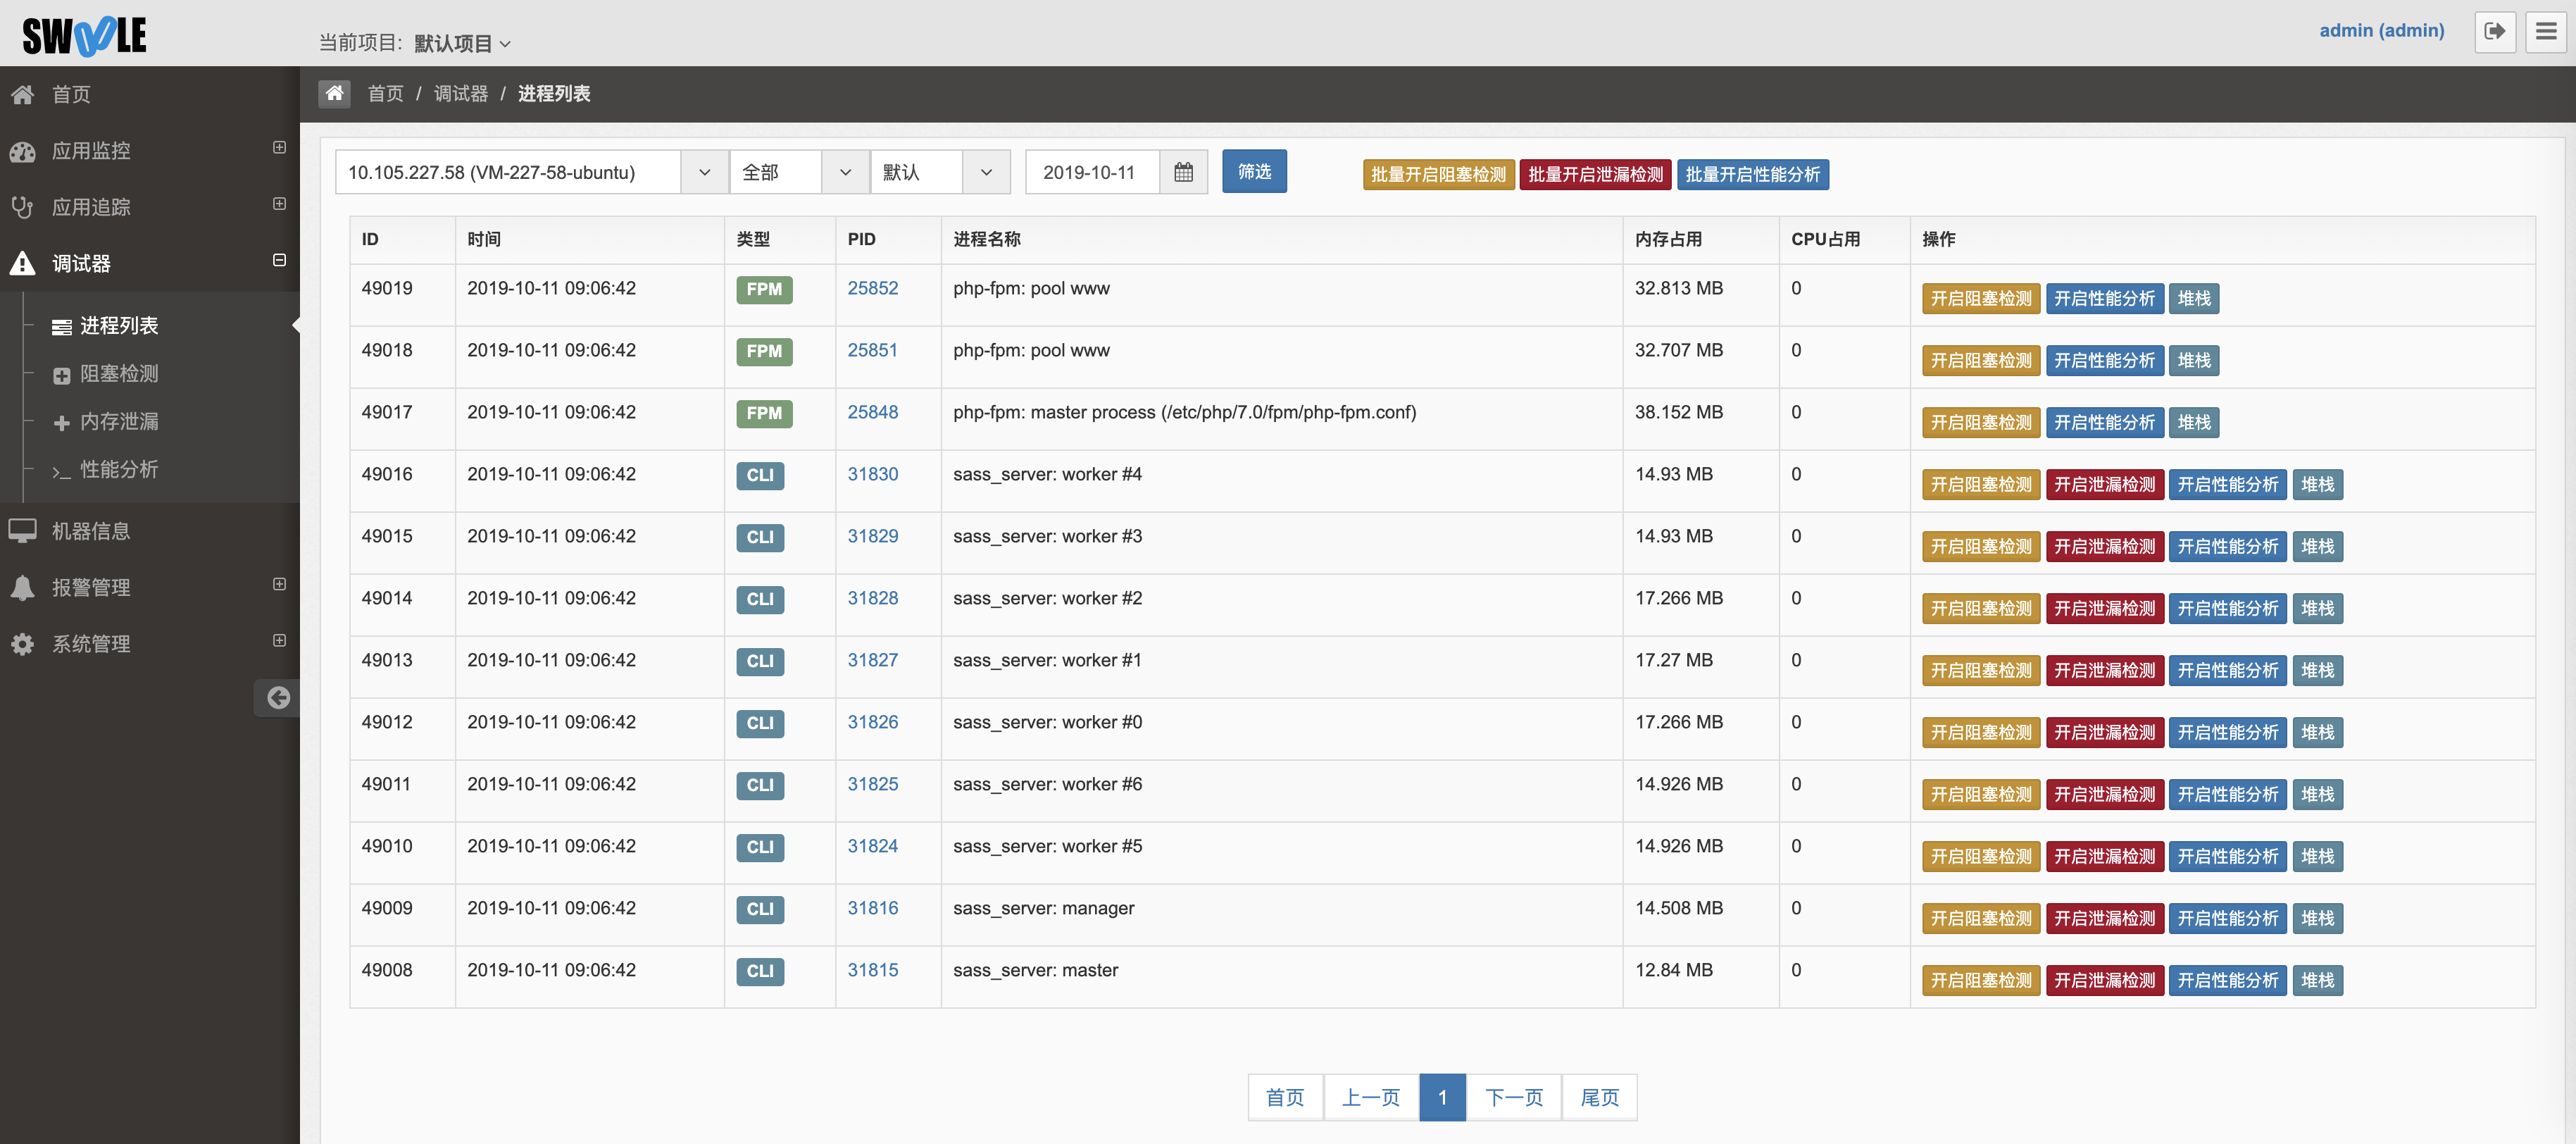 SWOOLE
当前项目: 默认项目
admin (admin)
首页
应用监控
应用追踪
调试器
进程列表
阻塞检测
内存泄漏
性能分析
机器信息
报警管理
系统管理
首页 / 调试器 / 进程列表
10.105.227.58 (VM-227-58-ubuntu) 全部 默认 2019-10-11 筛选 批量开启阻塞检测 批量开启泄漏检测 批量开启性能分析
ID 时间 类型 PID 进程名称 内存占用 CPU占用 操作
49019 2019-10-11 09:06:42 FPM 25852 php-fpm: pool www 32.813 MB 0 开启阻塞检测 开启性能分析 堆栈
49018 2019-10-11 09:06:42 FPM 25851 php-fpm: pool www 32.707 MB 0 开启阻塞检测 开启性能分析 堆栈
49017 2019-10-11 09:06:42 FPM 25848 php-fpm: master process (/etc/php/7.0/fpm/php-fpm.conf) 38.152 MB 0 开启阻塞检测 开启性能分析 堆栈
49016 2019-10-11 09:06:42 CLI 31830 sass_server: worker #4 14.93 MB 0 开启阻塞检测 开启泄漏检测 开启性能分析 堆栈
49015 2019-10-11 09:06:42 CLI 31829 sass_server: worker #3 14.93 MB 0 开启阻塞检测 开启泄漏检测 开启性能分析 堆栈
49014 2019-10-11 09:06:42 CLI 31828 sass_server: worker #2 17.266 MB 0 开启阻塞检测 开启泄漏检测 开启性能分析 堆栈
49013 2019-10-11 09:06:42 CLI 31827 sass_server: worker #1 17.27 MB 0 开启阻塞检测 开启泄漏检测 开启性能分析 堆栈
49012 2019-10-11 09:06:42 CLI 31826 sass_server: worker #0 17.266 MB 0 开启阻塞检测 开启泄漏检测 开启性能分析 堆栈
49011 2019-10-11 09:06:42 CLI 31825 sass_server: worker #6 14.926 MB 0 开启阻塞检测 开启泄漏检测 开启性能分析 堆栈
49010 2019-10-11 09:06:42 CLI 31824 sass_server: worker #5 14.926 MB 0 开启阻塞检测 开启泄漏检测 开启性能分析 堆栈
49009 2019-10-11 09:06:42 CLI 31816 sass_server: manager 14.508 MB 0 开启阻塞检测 开启泄漏检测 开启性能分析 堆栈
49008 2019-10-11 09:06:42 CLI 31815 sass_server: master 12.84 MB 0 开启阻塞检测 开启泄漏检测 开启性能分析 堆栈
首页 上一页 1 下一页 尾页